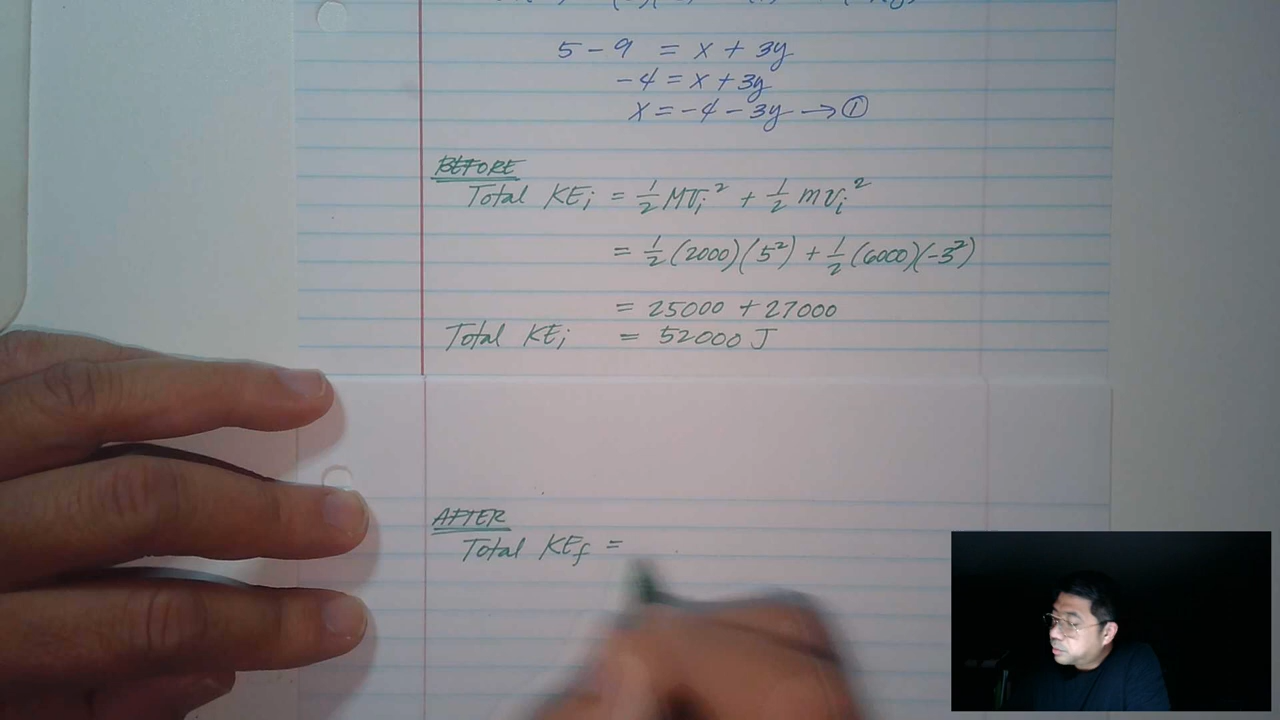 5 - 9 = x + 3y
-4 = x + 3y
x = -4 - 3y → ①
BEFORE
Total KEᵢ = ½ Mvᵢ² + ½ mvᵢ²
= ½ (2000)(5²) + ½ (6000)(-3²)
= 25000 + 27000
Total KEᵢ = 52000 J
AFTER
Total KE_f =